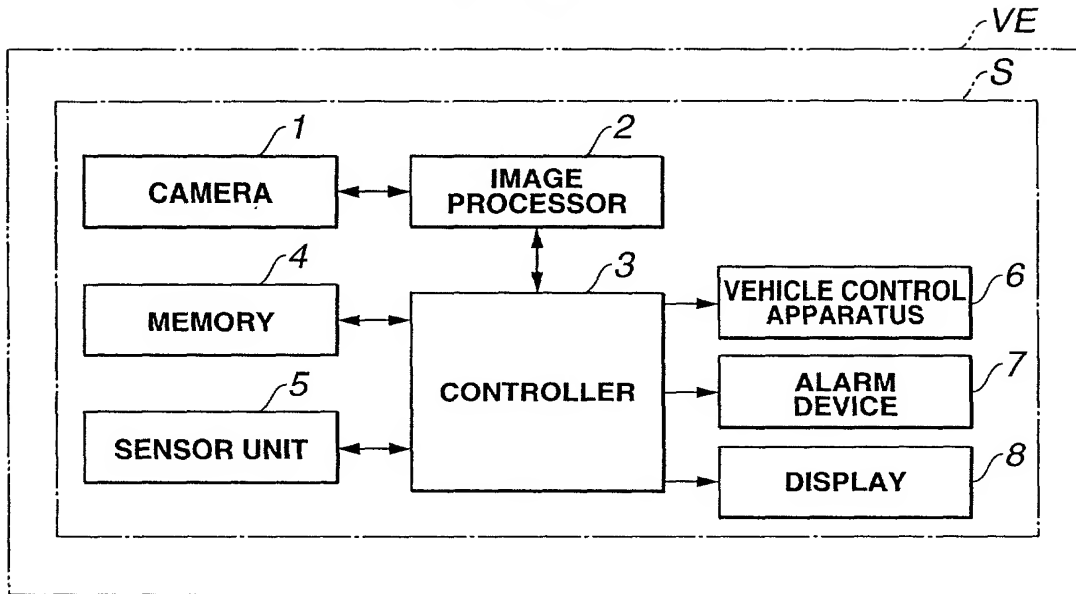 VE
S
1
2
CAMERA
IMAGE
PROCESSOR
4
3
6
MEMORY
VEHICLE CONTROL
APPARATUS
5
7
CONTROLLER
ALARM
DEVICE
SENSOR UNIT
8
DISPLAY